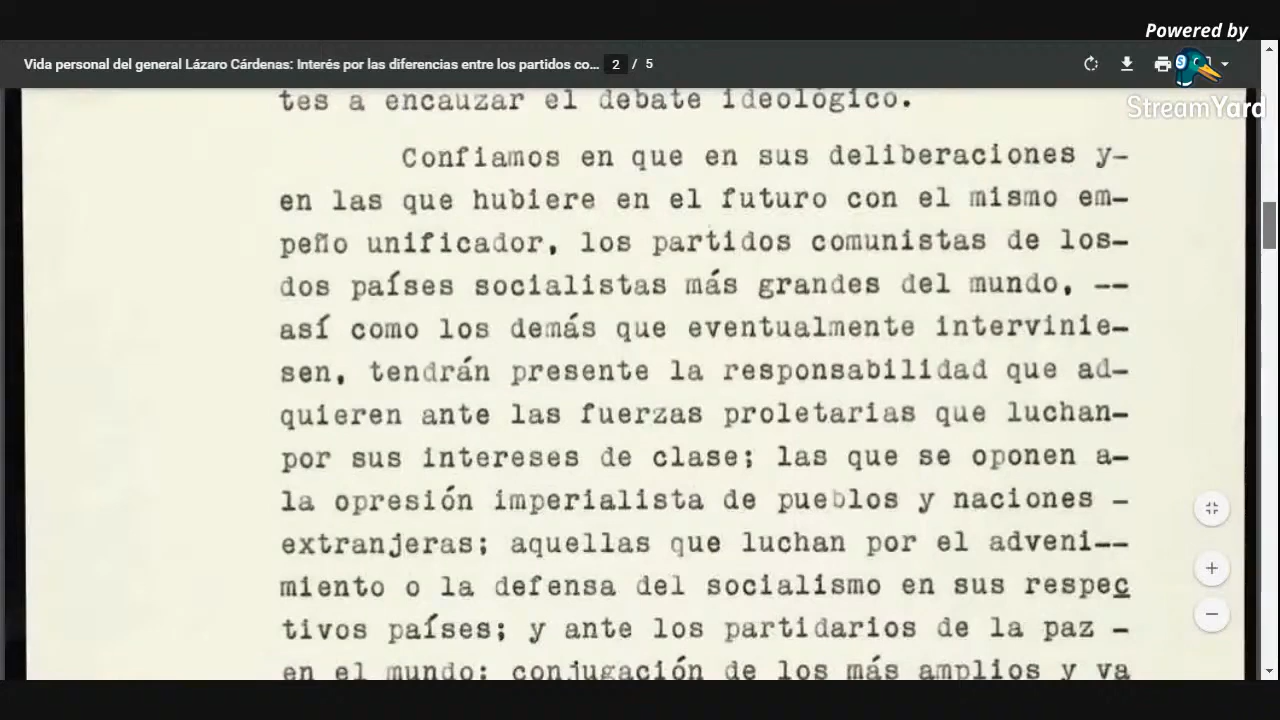 Powered by
Vida personal del general Lázaro Cárdenas: Interés por las diferencias entre los partidos co... 2 / 5
StreamYard
tes a encauzar el debate ideológico.
Confiamos en que en sus deliberaciones y-
en las que hubiere en el futuro con el mismo em-
peño unificador, los partidos comunistas de los-
dos países socialistas más grandes del mundo, --
así como los demás que eventualmente intervinie-
sen, tendrán presente la responsabilidad que ad-
quieren ante las fuerzas proletarias que luchan-
por sus intereses de clase; las que se oponen a-
la opresión imperialista de pueblos y naciones -
extranjeras; aquellas que luchan por el adveni--
miento o la defensa del socialismo en sus respec
tivos países; y ante los partidarios de la paz -
en el mundo; conjugación de los más amplios y va